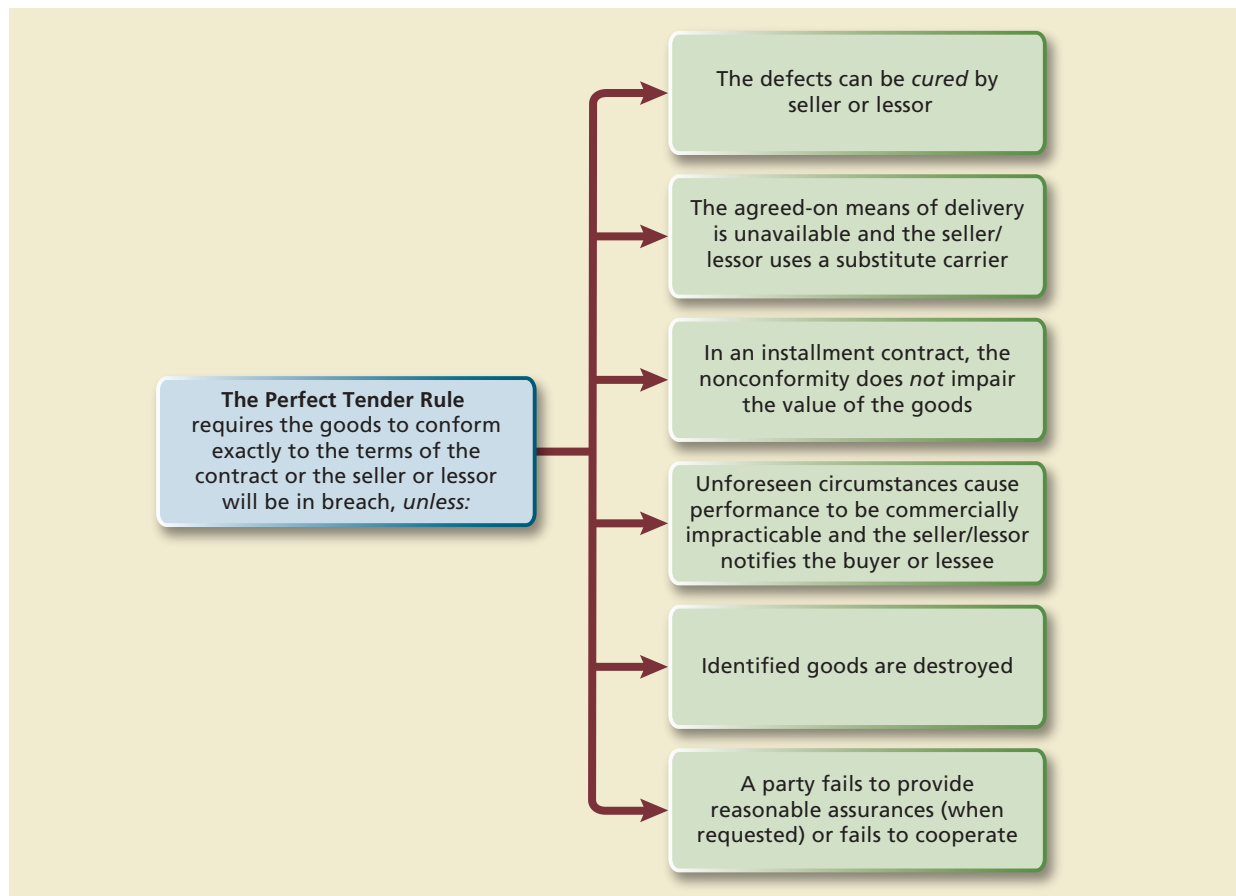 The Perfect Tender Rule
requires the goods to conform
exactly to the terms of the
contract or the seller or lessor
will be in breach, unless:
The defects can be cured by
seller or lessor
The agreed-on means of delivery
is unavailable and the seller/
lessor uses a substitute carrier
In an installment contract, the
nonconformity does not impair
the value of the goods
Unforeseen circumstances cause
performance to be commercially
impracticable and the seller/lessor
notifies the buyer or lessee
Identified goods are destroyed
A party fails to provide
reasonable assurances (when
requested) or fails to cooperate